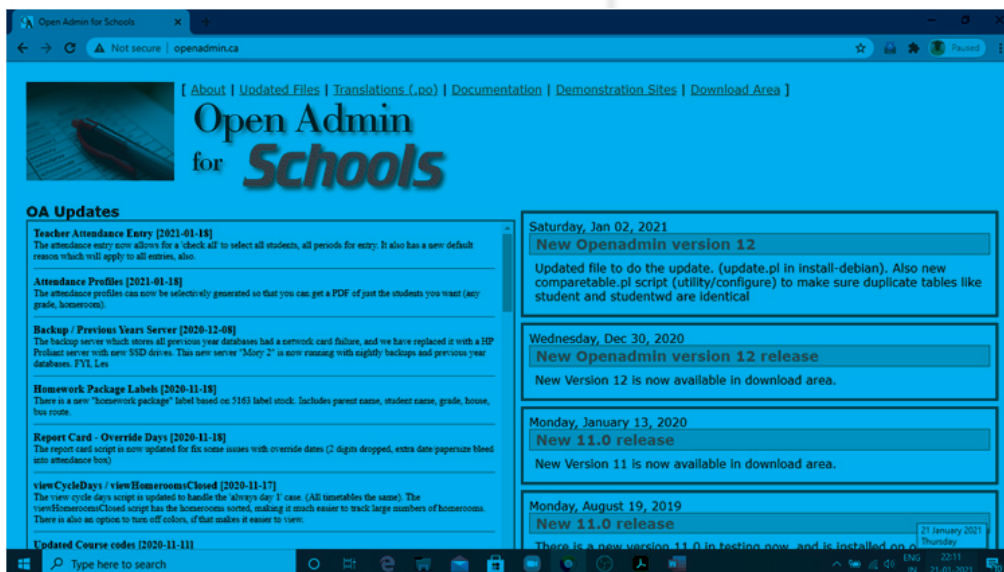 Open Admin for Schools
Not secure | openadmin.ca
Paused
[ About | Updated Files | Translations (.po) | Documentation | Demonstration Sites | Download Area ]
Open Admin
for Schools
OA Updates
Teacher Attendance Entry [2021-01-18]
The attendance entry now allows for a 'check all' to select all students, all periods for entry. It also has a new default
reason which will apply to all entries, also.
Attendance Profiles [2021-01-18]
The attendance profiles can now be selectively generated so that you can get a PDF of just the students you want (any
grade, homeroom).
Backup / Previous Years Server [2020-12-08]
The backup server which stores all previous year databases had a network card failure, and we have replaced it with a HP
Proliant server with new SSD drives. This new server "Mory 2" is now running with nightly backups and previous year
databases. FYI, Les
Homework Package Labels [2020-11-18]
There is a new "homework package" label based on 5163 label stock. Includes parent name, student name, grade, house,
bus route.
Report Card - Override Days [2020-11-18]
The report card script is now updated for fix some issues with override dates (2 digits dropped, extra date/papersize bleed
into attendance box)
viewCycleDays / viewHomeroomsClosed [2020-11-17]
The view cycle days script is updated to handle the 'always day 1' case. (All timetables the same). The
viewHomeroomsClosed script has the homerooms sorted, making it much easier to track large numbers of homerooms.
There is also an option to turn off colors, if that makes it easier to view.
Updated Course codes [2020-11-11]
Saturday, Jan 02, 2021
New Openadmin version 12
Updated file to do the update. (update.pl in install-debian). Also new
comparetable.pl script (utility/configure) to make sure duplicate tables like
student and studentwd are identical
Wednesday, Dec 30, 2020
New Openadmin version 12 release
New Version 12 is now available in download area.
Monday, January 13, 2020
New 11.0 release
New Version 11 is now available in download area.
Monday, August 19, 2019
New 11.0 release
There is a new version 11.0 in testing now, and is installed on
21 January 2021
Thursday
Type here to search
ENG
IN
22:11
21-01-2021